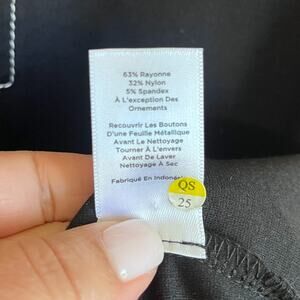 63% Rayonne
32% Nylon
5% Spandex
À L'exception Des
Ornements
Recouvrir Les Boutons
D'une Feuille Métallique
Avant Le Nettoyage
Tourner À L'envers
Avant De Laver
Nettoyage À Sec
Fabriqué En Indonésie
QS
25